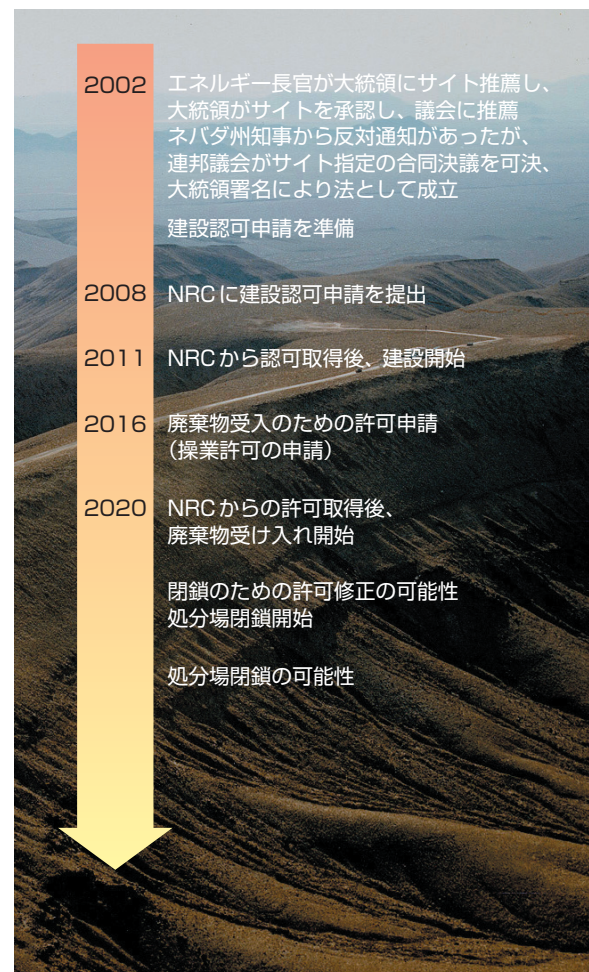 2002 エネルギー長官が大統領にサイト推薦し、
大統領がサイトを承認し、議会に推薦
ネバダ州知事から反対通知があったが、
連邦議会がサイト指定の合同決議を可決、
大統領署名により法として成立
建設認可申請を準備
2008 NRCに建設認可申請を提出
2011 NRCから認可取得後、建設開始
2016 廃棄物受入のための許可申請
（操業許可の申請）
2020 NRCからの許可取得後、
廃棄物受け入れ開始
閉鎖のための許可修正の可能性
処分場閉鎖開始
処分場閉鎖の可能性